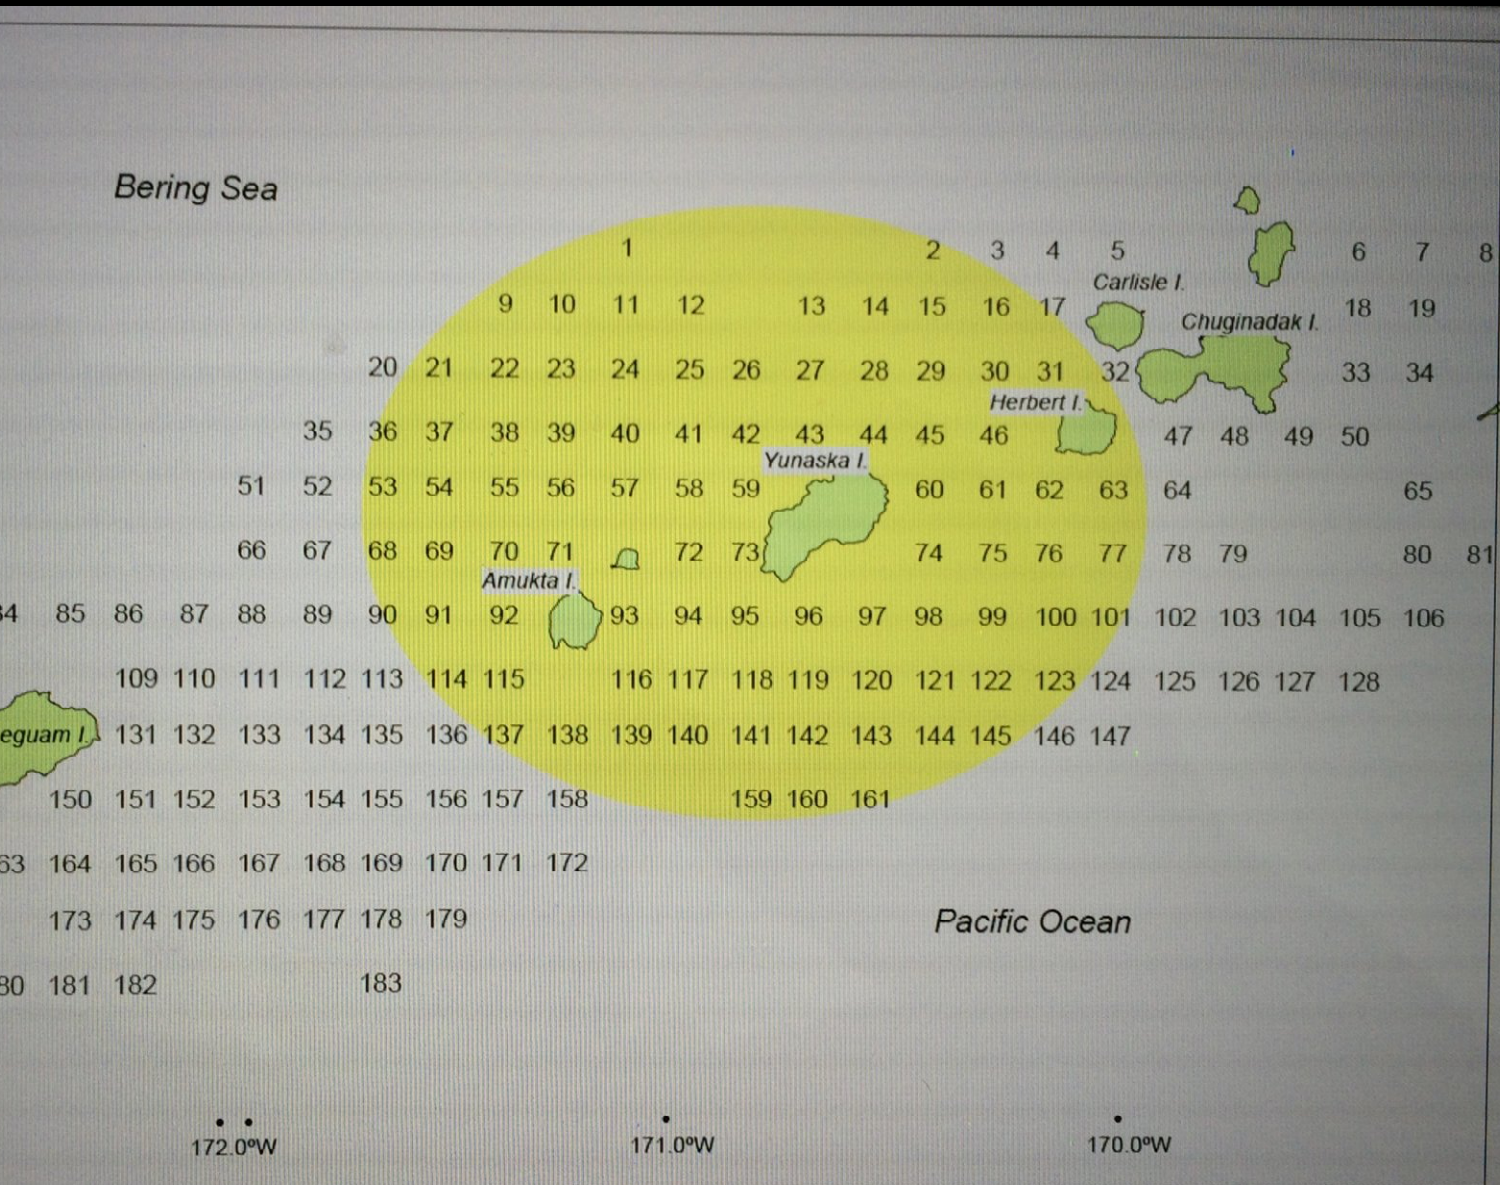 Bering Sea
1 2 3 4 5 6 7 8
Carlisle I.
9 10 11 12 13 14 15 16 17 18 19
Chuginadak I.
20 21 22 23 24 25 26 27 28 29 30 31 32 33 34
Herbert I.
35 36 37 38 39 40 41 42 43 44 45 46 47 48 49 50
Yunaska I.
51 52 53 54 55 56 57 58 59 60 61 62 63 64 65
66 67 68 69 70 71 72 73 74 75 76 77 78 79 80 81
Amukta I.
34 85 86 87 88 89 90 91 92 93 94 95 96 97 98 99 100 101 102 103 104 105 106
109 110 111 112 113 114 115 116 117 118 119 120 121 122 123 124 125 126 127 128
eguam I. 131 132 133 134 135 136 137 138 139 140 141 142 143 144 145 146 147
150 151 152 153 154 155 156 157 158 159 160 161
63 164 165 166 167 168 169 170 171 172
173 174 175 176 177 178 179
Pacific Ocean
80 181 182 183
172.0ºW 171.0ºW 170.0ºW